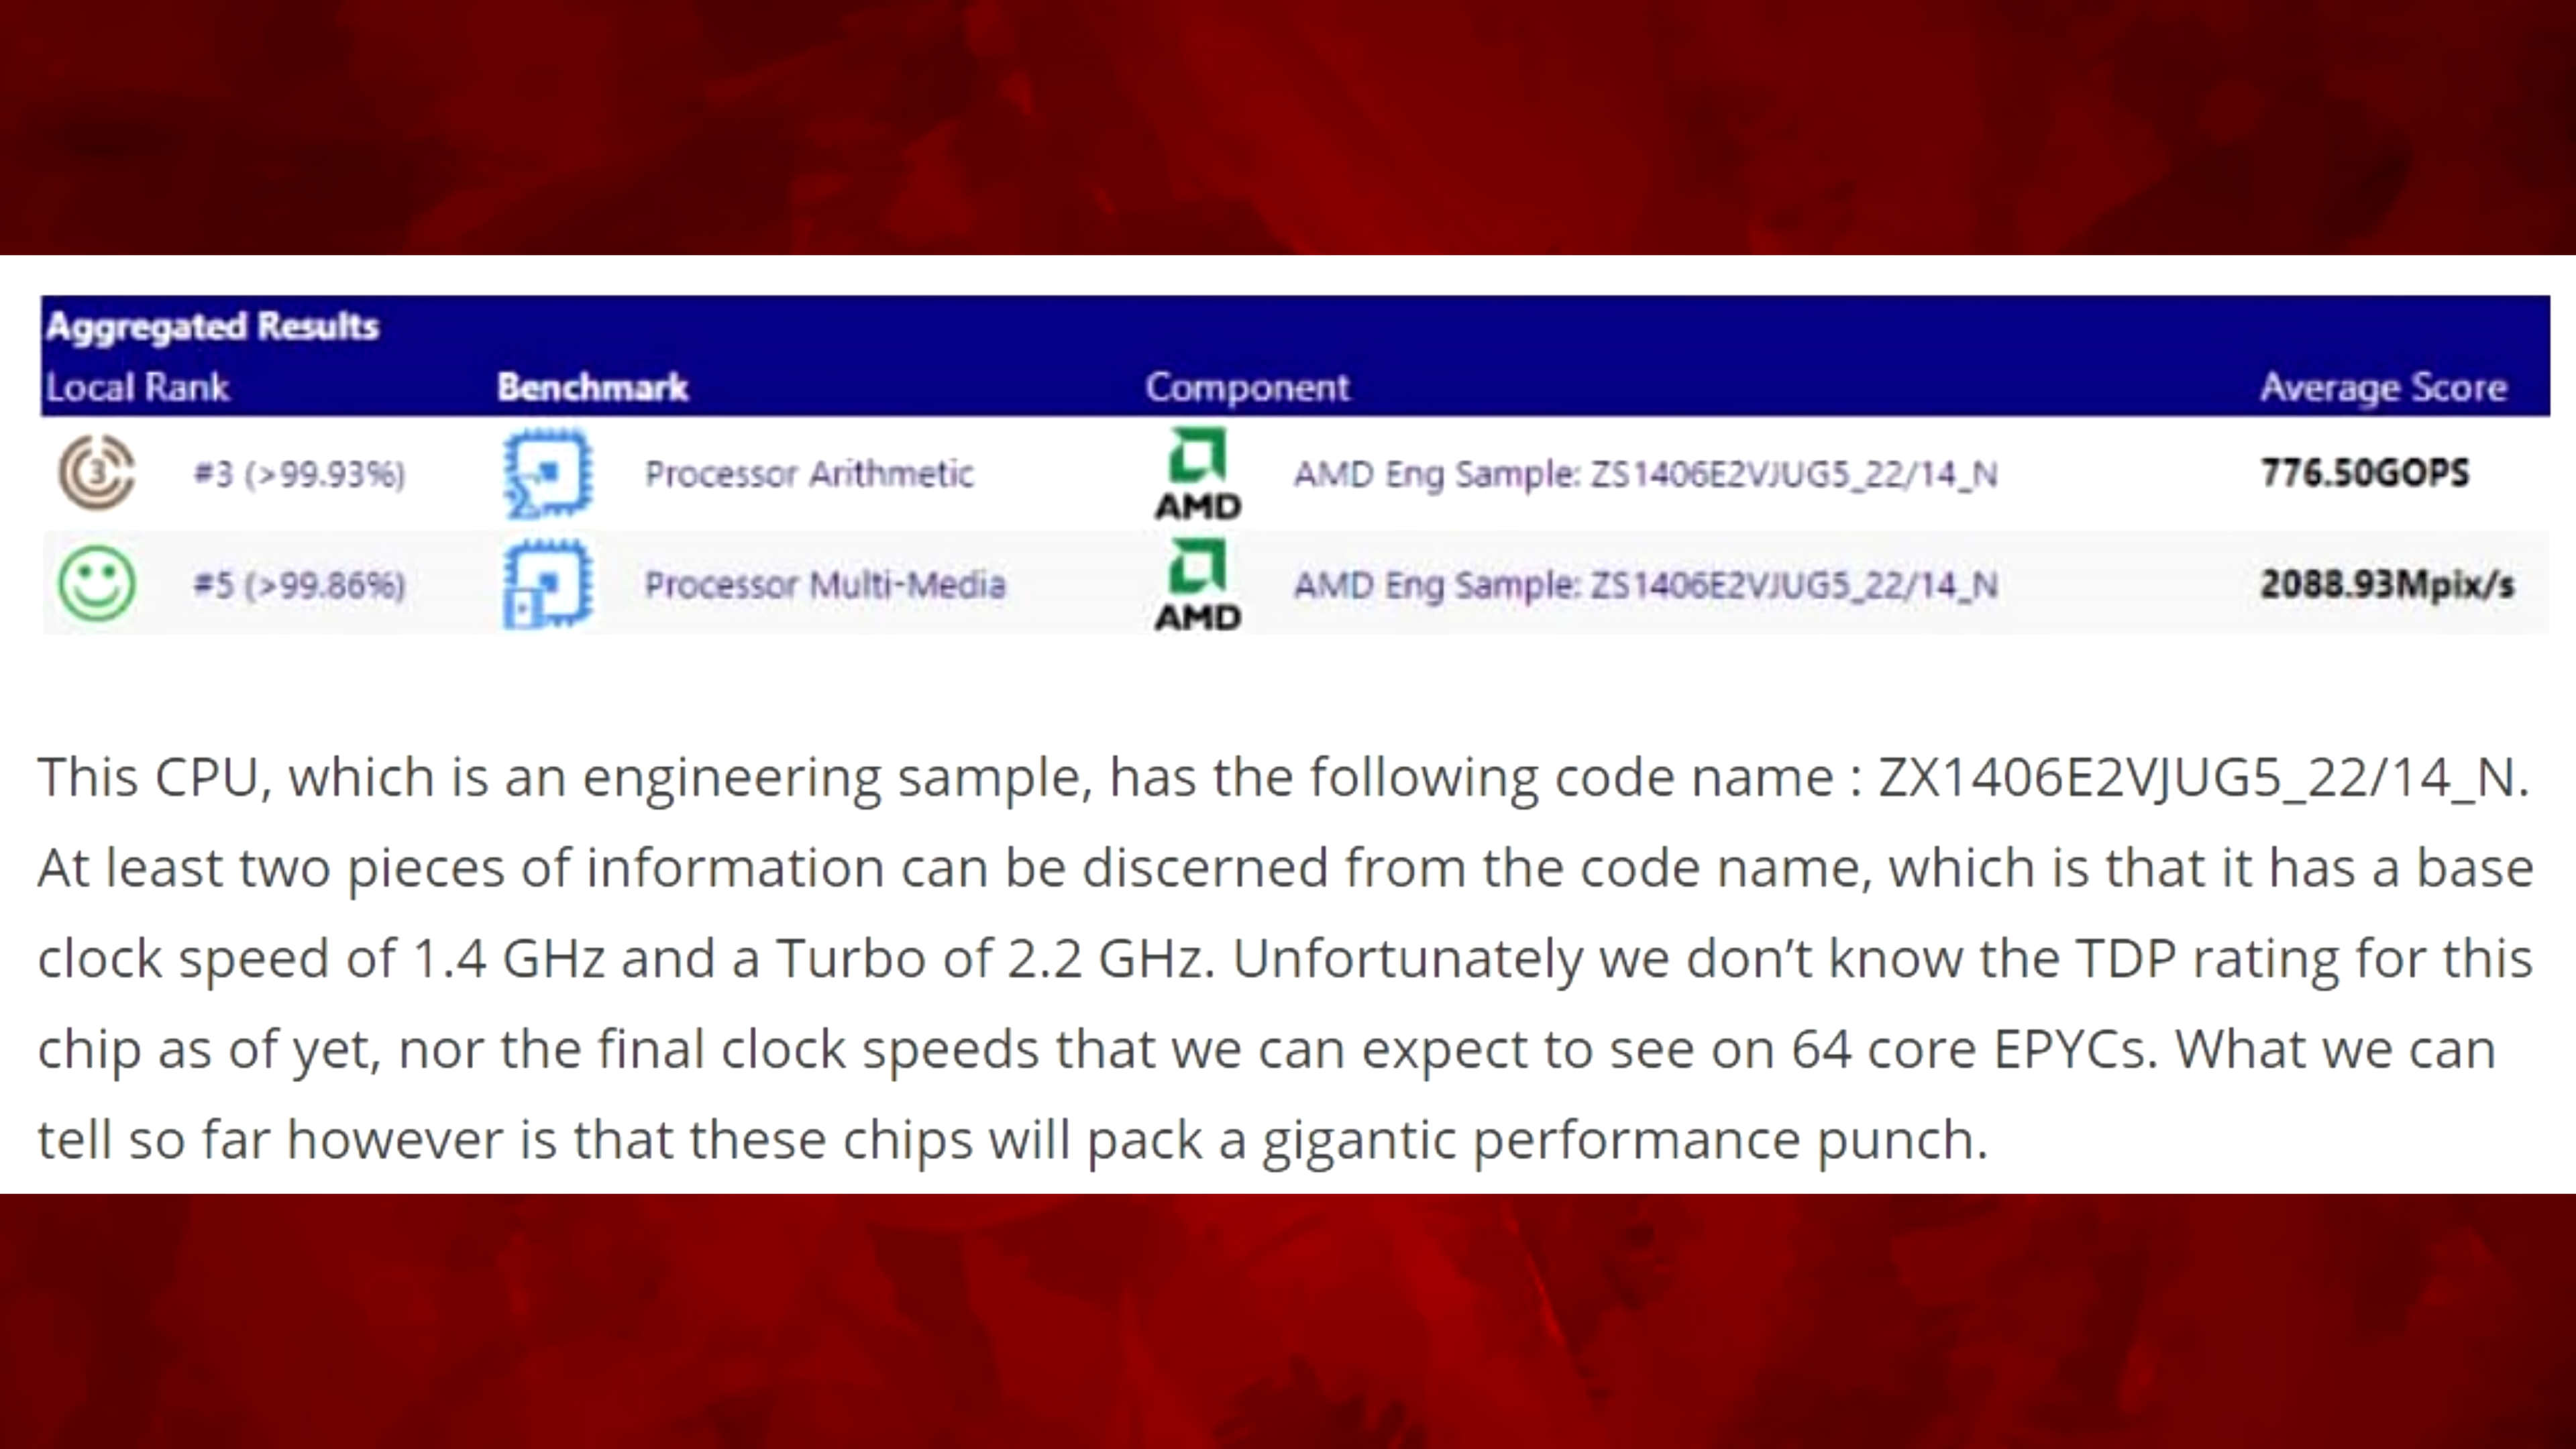 Aggregated Results
Local Rank Benchmark Component Average Score
3 #3 (>99.93%) Processor Arithmetic AMD AMD Eng Sample: ZS1406E2VJUG5_22/14_N 776.50GOPS
#5 (>99.86%) Processor Multi-Media AMD AMD Eng Sample: ZS1406E2VJUG5_22/14_N 2088.93Mpix/s
This CPU, which is an engineering sample, has the following code name : ZX1406E2VJUG5_22/14_N.
At least two pieces of information can be discerned from the code name, which is that it has a base
clock speed of 1.4 GHz and a Turbo of 2.2 GHz. Unfortunately we don’t know the TDP rating for this
chip as of yet, nor the final clock speeds that we can expect to see on 64 core EPYCs. What we can
tell so far however is that these chips will pack a gigantic performance punch.